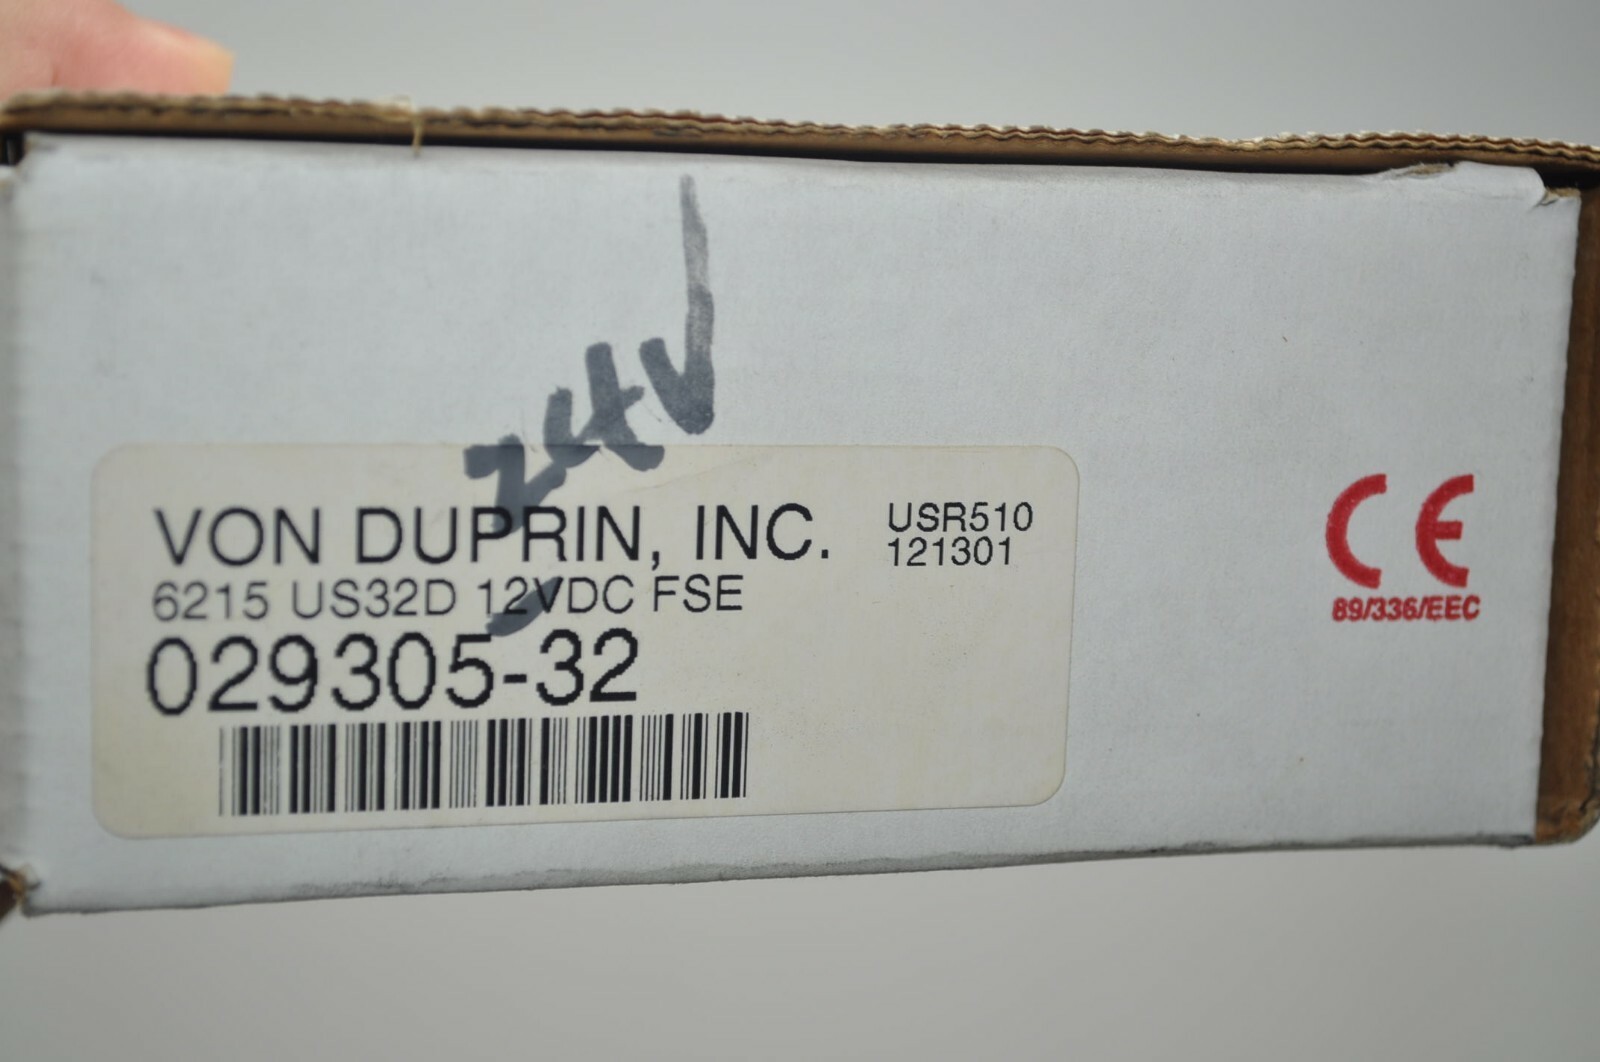 24V
VON DUPRIN, INC.
USR510
121301
6215 US32D 12VDC FSE
029305-32
CE
89/336/EEC